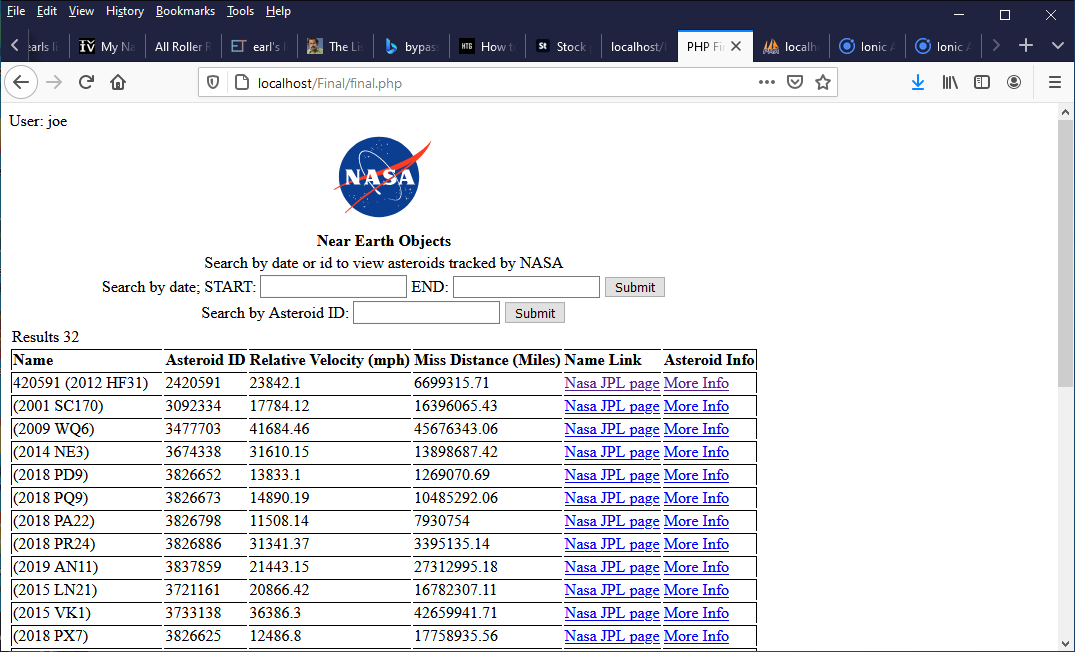 File Edit View History Bookmarks Tools Help
earls li My Na All Roller R earl's The Lis bypas HTG How t St Stock localhost/ PHP Fi localh Ionic Ionic
localhost/Final/final.php
User: joe
NASA
Near Earth Objects
Search by date or id to view asteroids tracked by NASA
Search by date; START: END: Submit
Search by Asteroid ID: Submit
Results 32
Name Asteroid ID Relative Velocity (mph) Miss Distance (Miles) Name Link Asteroid Info
420591 (2012 HF31) 2420591 23842.1 6699315.71 Nasa JPL page More Info
(2001 SC170) 3092334 17784.12 16396065.43 Nasa JPL page More Info
(2009 WQ6) 3477703 41684.46 45676343.06 Nasa JPL page More Info
(2014 NE3) 3674338 31610.15 13898687.42 Nasa JPL page More Info
(2018 PD9) 3826652 13833.1 1269070.69 Nasa JPL page More Info
(2018 PQ9) 3826673 14890.19 10485292.06 Nasa JPL page More Info
(2018 PA22) 3826798 11508.14 7930754 Nasa JPL page More Info
(2018 PR24) 3826886 31341.37 3395135.14 Nasa JPL page More Info
(2019 AN11) 3837859 21443.15 27312995.18 Nasa JPL page More Info
(2015 LN21) 3721161 20866.42 16782307.11 Nasa JPL page More Info
(2015 VK1) 3733138 36386.3 42659941.71 Nasa JPL page More Info
(2018 PX7) 3826625 12486.8 17758935.56 Nasa JPL page More Info